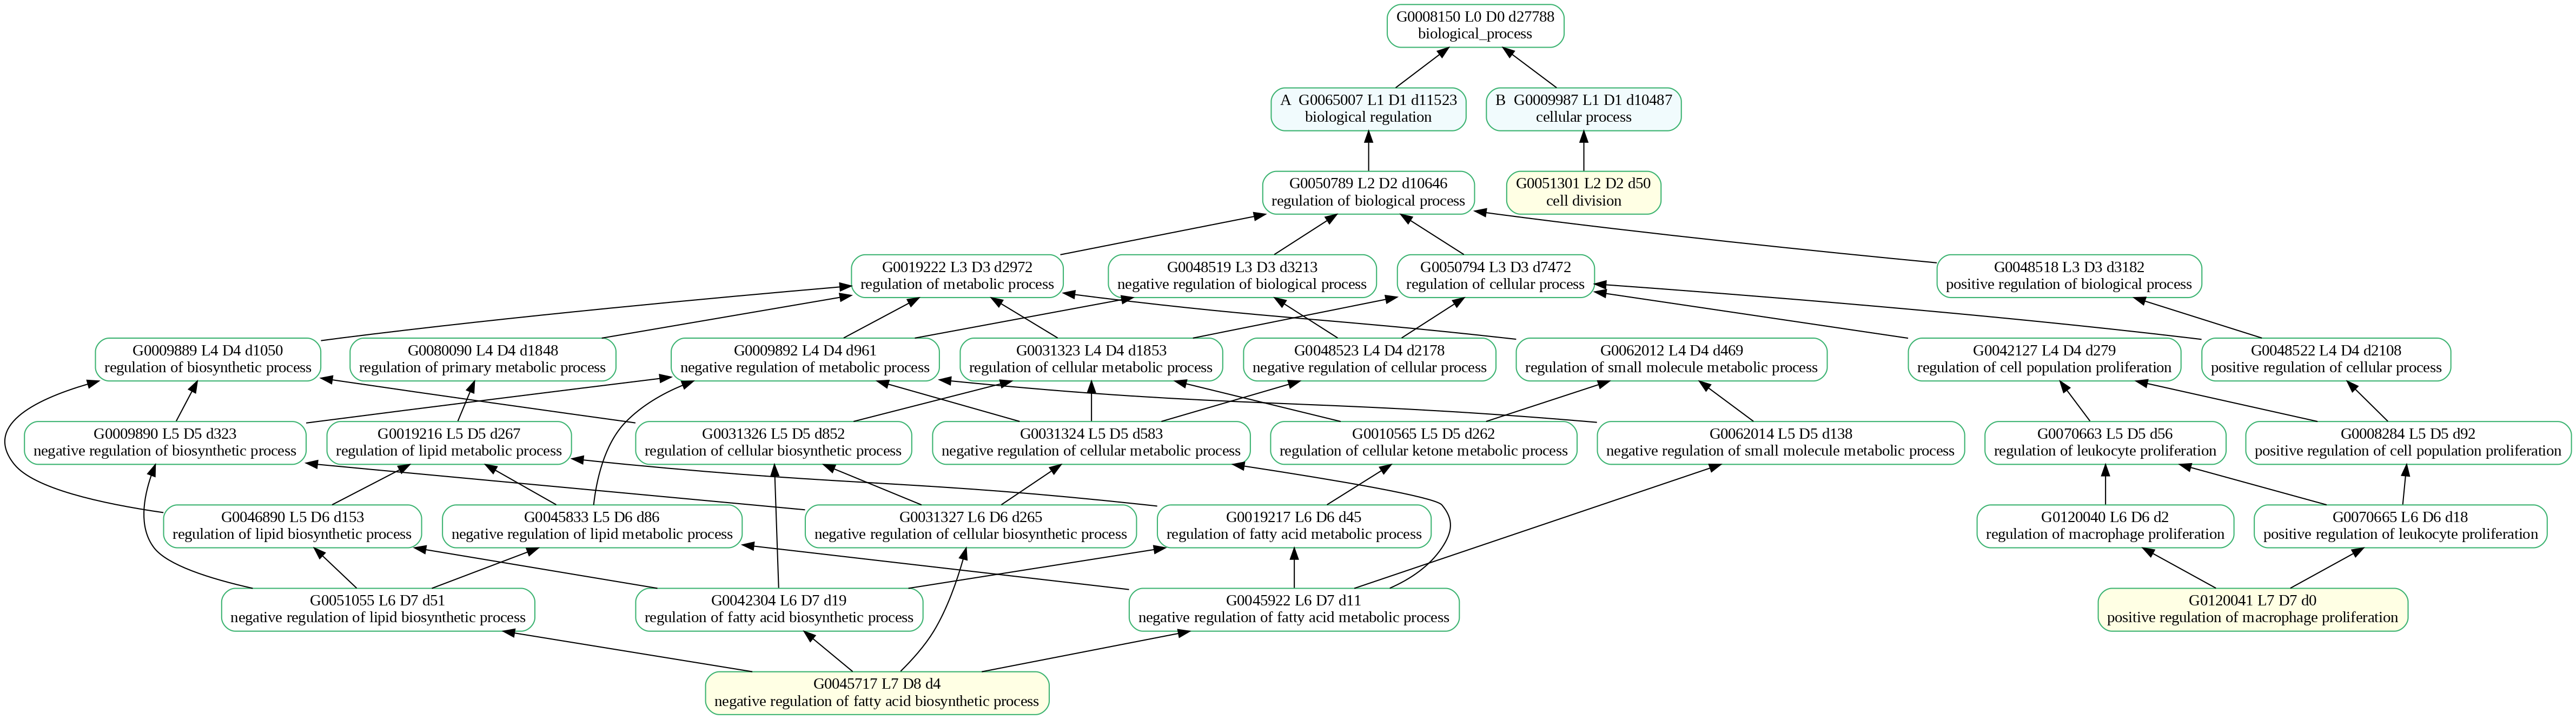 G0008150 L0 D0 d27788
biological_process
A  G0065007 L1 D1 d11523
biological regulation
B  G0009987 L1 D1 d10487
cellular process
G0050789 L2 D2 d10646
regulation of biological process
G0051301 L2 D2 d50
cell division
G0019222 L3 D3 d2972
regulation of metabolic process
G0048519 L3 D3 d3213
negative regulation of biological process
G0050794 L3 D3 d7472
regulation of cellular process
G0048518 L3 D3 d3182
positive regulation of biological process
G0009889 L4 D4 d1050
regulation of biosynthetic process
G0080090 L4 D4 d1848
regulation of primary metabolic process
G0009892 L4 D4 d961
negative regulation of metabolic process
G0031323 L4 D4 d1853
regulation of cellular metabolic process
G0048523 L4 D4 d2178
negative regulation of cellular process
G0062012 L4 D4 d469
regulation of small molecule metabolic process
G0042127 L4 D4 d279
regulation of cell population proliferation
G0048522 L4 D4 d2108
positive regulation of cellular process
G0009890 L5 D5 d323
negative regulation of biosynthetic process
G0019216 L5 D5 d267
regulation of lipid metabolic process
G0031326 L5 D5 d852
regulation of cellular biosynthetic process
G0031324 L5 D5 d583
negative regulation of cellular metabolic process
G0010565 L5 D5 d262
regulation of cellular ketone metabolic process
G0062014 L5 D5 d138
negative regulation of small molecule metabolic process
G0070663 L5 D5 d56
regulation of leukocyte proliferation
G0008284 L5 D5 d92
positive regulation of cell population proliferation
G0046890 L5 D6 d153
regulation of lipid biosynthetic process
G0045833 L5 D6 d86
negative regulation of lipid metabolic process
G0031327 L6 D6 d265
negative regulation of cellular biosynthetic process
G0019217 L6 D6 d45
regulation of fatty acid metabolic process
G0120040 L6 D6 d2
regulation of macrophage proliferation
G0070665 L6 D6 d18
positive regulation of leukocyte proliferation
G0051055 L6 D7 d51
negative regulation of lipid biosynthetic process
G0042304 L6 D7 d19
regulation of fatty acid biosynthetic process
G0045922 L6 D7 d11
negative regulation of fatty acid metabolic process
G0120041 L7 D7 d0
positive regulation of macrophage proliferation
G0045717 L7 D8 d4
negative regulation of fatty acid biosynthetic process